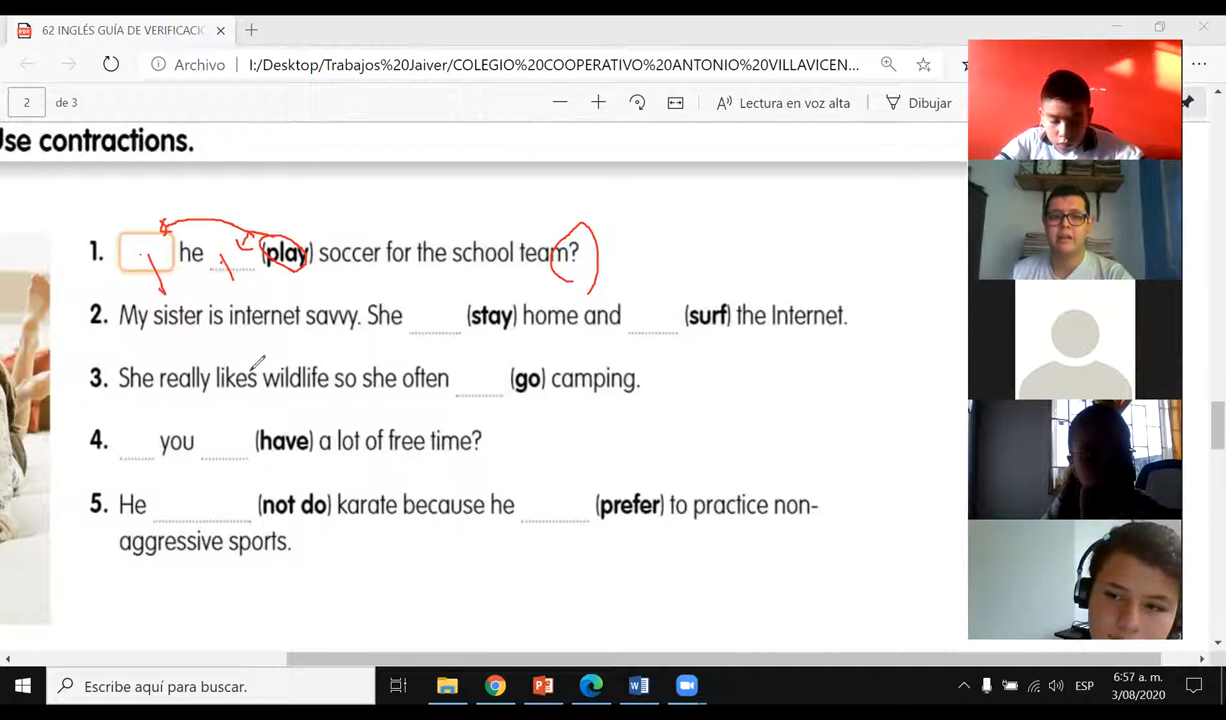 62 INGLÉS GUÍA DE VERIFICACIÓ
Archivo I:/Desktop/Trabajos%20Jaiver/COLEGIO%20COOPERATIVO%20ANTONIO%20VILLAVICEN...
2 de 3 Lectura en voz alta Dibujar
Use contractions.
1. he (play) soccer for the school team?
2. My sister is internet savvy. She (stay) home and (surf) the Internet.
3. She really likes wildlife so she often (go) camping.
4. you (have) a lot of free time?
5. He (not do) karate because he (prefer) to practice non-
aggressive sports.
Escribe aquí para buscar. ESP 6:57 a. m.
3/08/2020